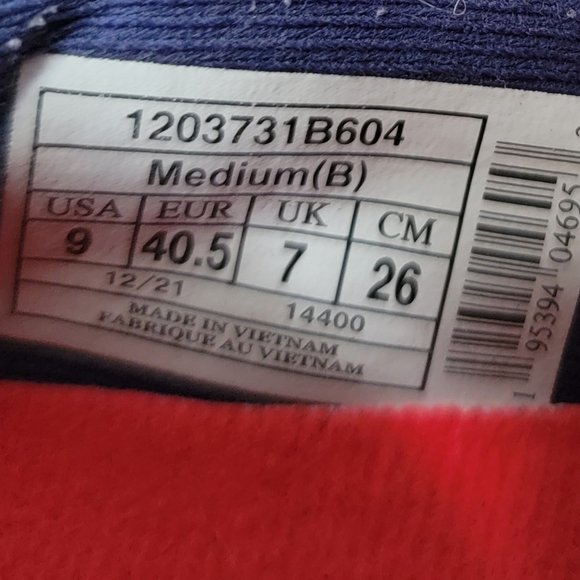 1203731B604
Medium(B)
USA EUR UK CM
9 40.5 7 26
12/21 14400
MADE IN VIETNAM
FABRIQUE AU VIETNAM
1 95394 04695